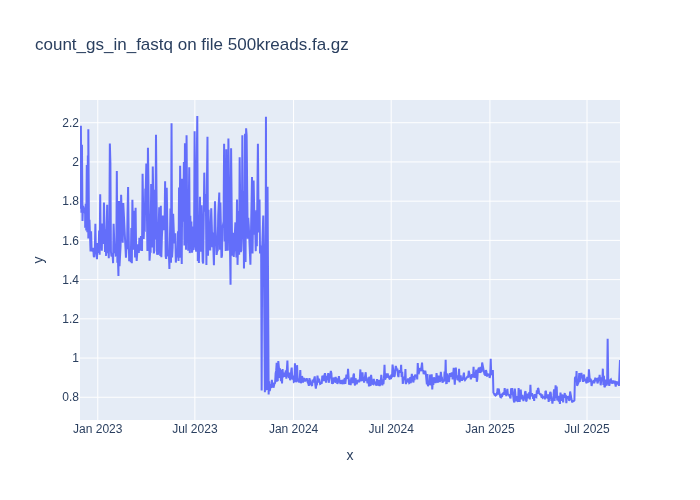 count_gs_in_fastq on file 500kreads.fa.gz
2.2
2
1.8
1.6
1.4
1.2
1
0.8
y
Jan 2023
Jul 2023
Jan 2024
Jul 2024
Jan 2025
Jul 2025
x